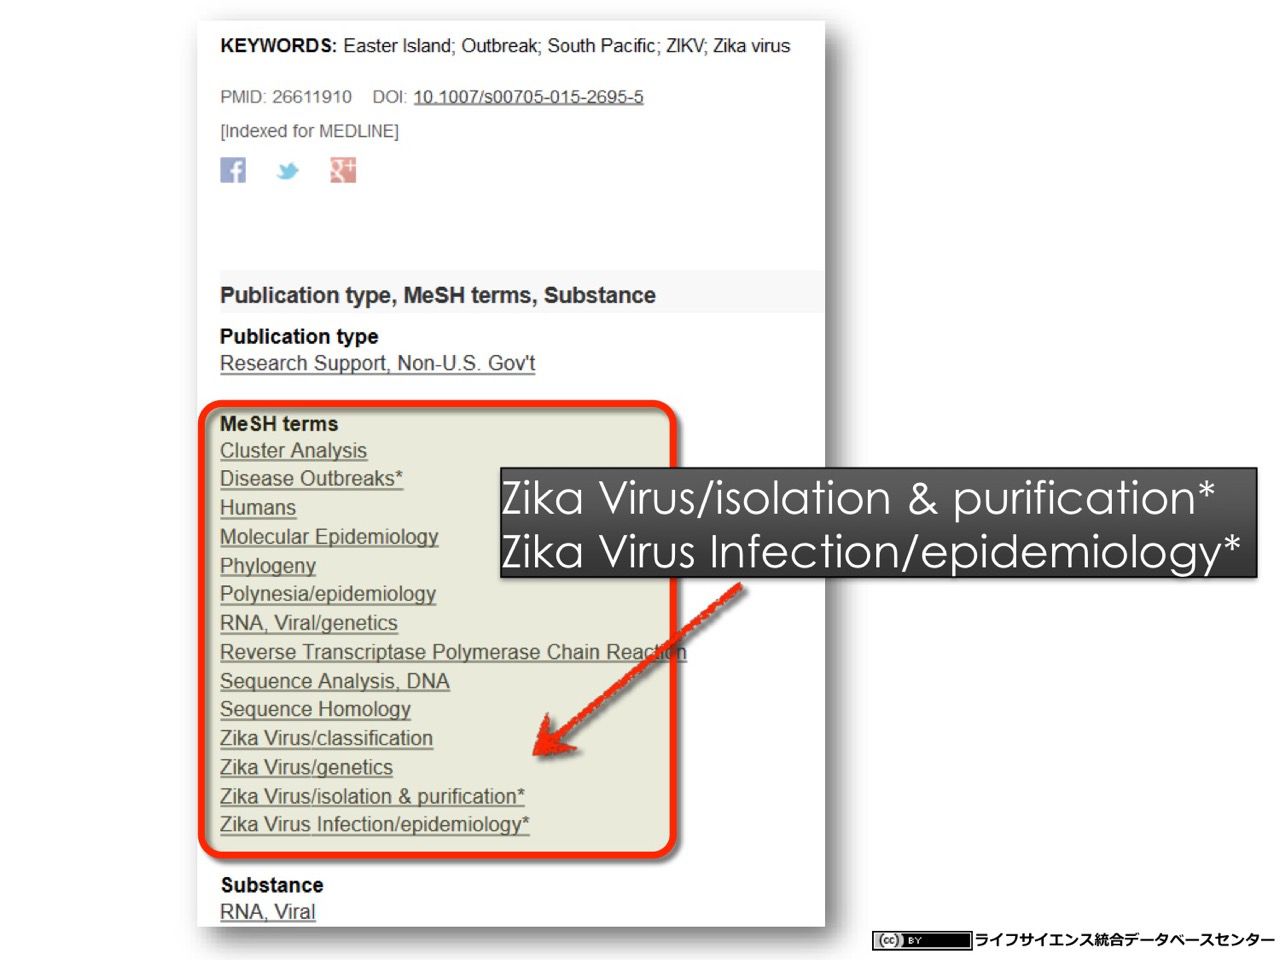 KEYWORDS: Easter Island; Outbreak; South Pacific; ZIKV; Zika virus
PMID: 26611910 DOI: 10.1007/s00705-015-2695-5
[Indexed for MEDLINE]
Publication type, MeSH terms, Substance
Publication type
Research Support, Non-U.S. Gov't
MeSH terms
Cluster Analysis
Disease Outbreaks*
Humans
Molecular Epidemiology
Phylogeny
Polynesia/epidemiology
RNA, Viral/genetics
Reverse Transcriptase Polymerase Chain Reaction
Sequence Analysis, DNA
Sequence Homology
Zika Virus/classification
Zika Virus/genetics
Zika Virus/isolation & purification*
Zika Virus Infection/epidemiology*
Zika Virus/isolation & purification*
Zika Virus Infection/epidemiology*
Substance
RNA, Viral
(cc) BY ライフサイエンス統合データベースセンター